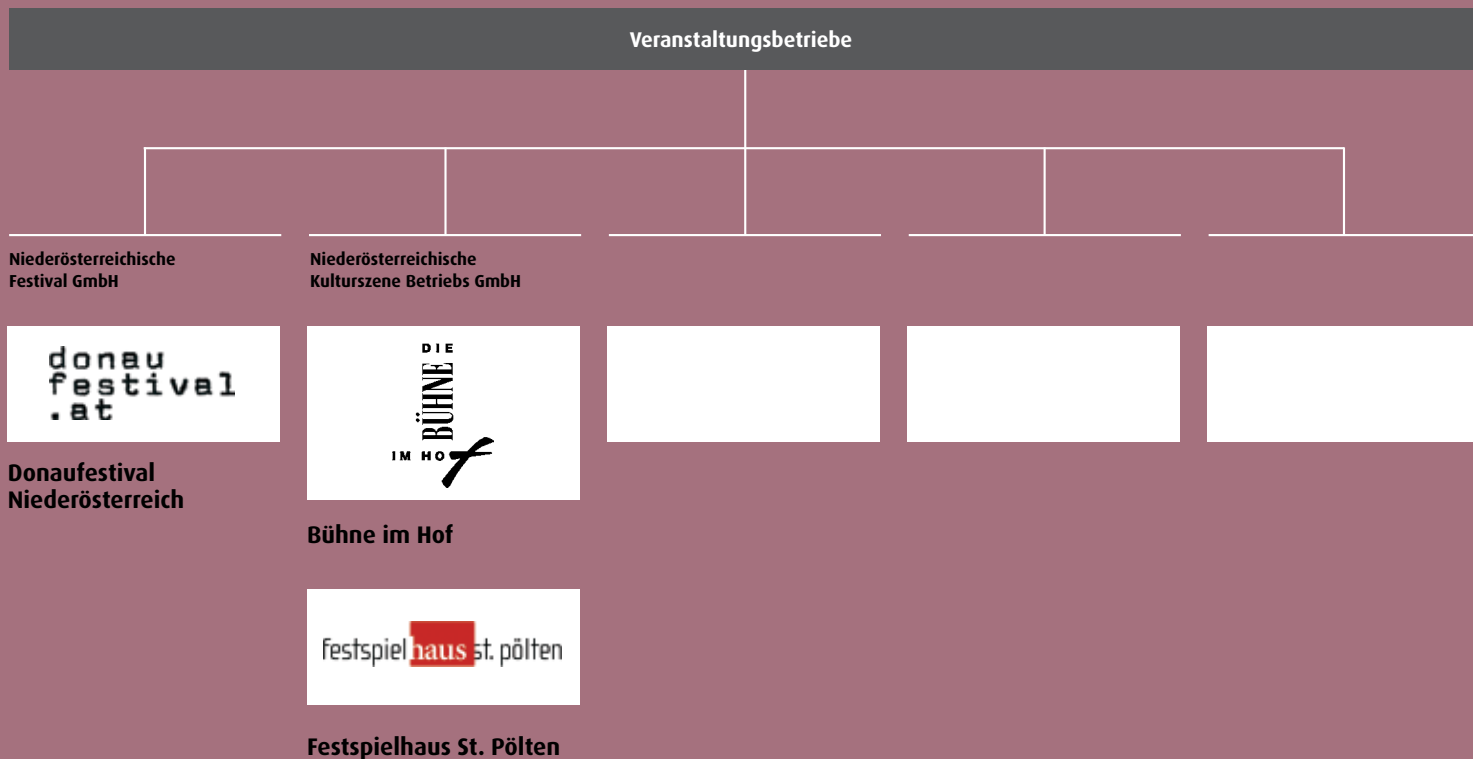 Veranstaltungsbetriebe
Niederösterreichische
Festival GmbH
donau
festival
.at
Donaufestival
Niederösterreich
Niederösterreichische
Kulturszene Betriebs GmbH
DIE
BÜHNE
IM HOF
Bühne im Hof
festspielhaus st. pölten
Festspielhaus St. Pölten